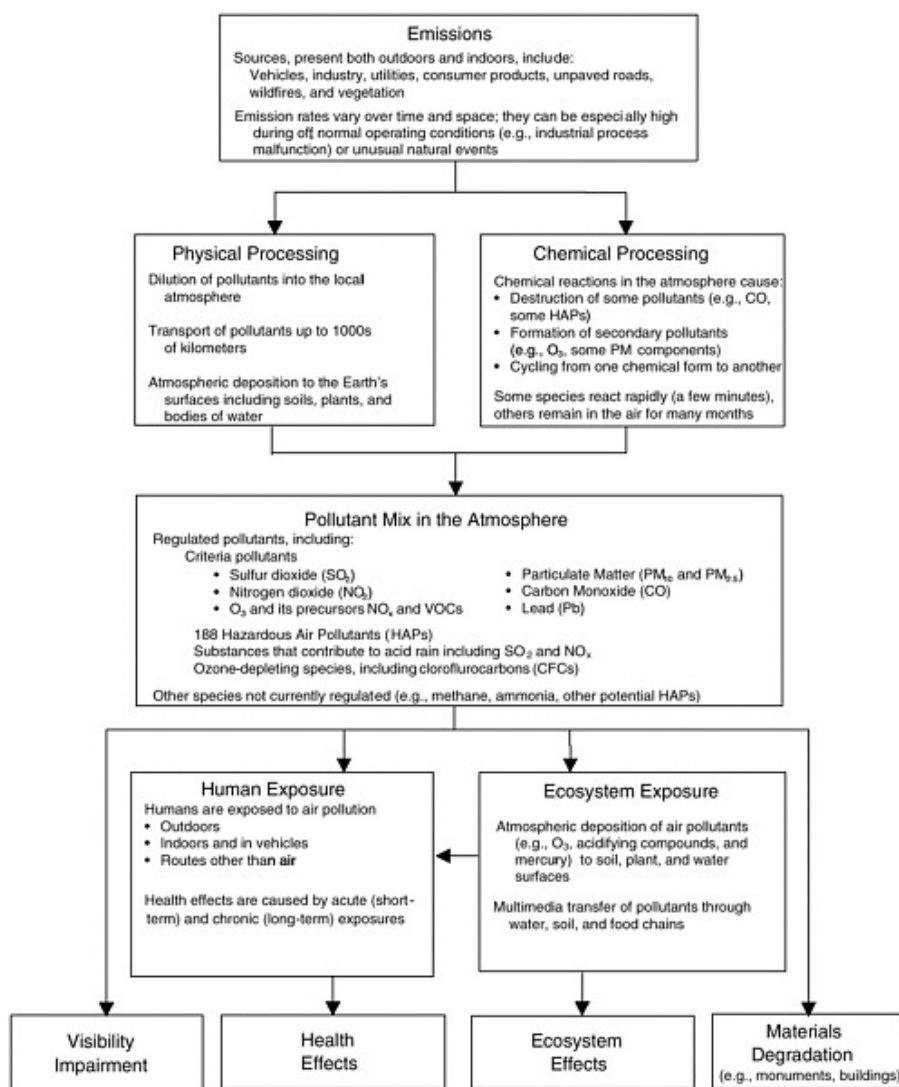 Emissions
Sources, present both outdoors and indoors, include:
Vehicles, industry, utilities, consumer products, unpaved roads,
wildfires, and vegetation
Emission rates vary over time and space; they can be especially high
during off, normal operating conditions (e.g., industrial process
malfunction) or unusual natural events
Physical Processing
Dilution of pollutants into the local
atmosphere
Transport of pollutants up to 1000s
of kilometers
Atmospheric deposition to the Earth's
surfaces including soils, plants, and
bodies of water
Chemical Processing
Chemical reactions in the atmosphere cause:
• Destruction of some pollutants (e.g., CO,
some HAPs)
• Formation of secondary pollutants
(e.g., O₃, some PM components)
• Cycling from one chemical form to another
Some species react rapidly (a few minutes),
others remain in the air for many months
Pollutant Mix in the Atmosphere
Regulated pollutants, including:
Criteria pollutants
• Sulfur dioxide (SO₂)
• Nitrogen dioxide (NO₂)
• O₃ and its precursors NOₓ and VOCs
• Particulate Matter (PM₁₀ and PM₂.₅)
• Carbon Monoxide (CO)
• Lead (Pb)
188 Hazardous Air Pollutants (HAPs)
Substances that contribute to acid rain including SO₂ and NOₓ
Ozone-depleting species, including cloroflurocarbons (CFCs)
Other species not currently regulated (e.g., methane, ammonia, other potential HAPs)
Human Exposure
Humans are exposed to air pollution
• Outdoors
• Indoors and in vehicles
• Routes other than air
Health effects are caused by acute (short-
term) and chronic (long-term) exposures
Ecosystem Exposure
Atmospheric deposition of air pollutants
(e.g., O₃, acidifying compounds, and
mercury) to soil, plant, and water
surfaces
Multimedia transfer of pollutants through
water, soil, and food chains
Visibility
Impairment
Health
Effects
Ecosystem
Effects
Materials
Degradation
(e.g., monuments, buildings)